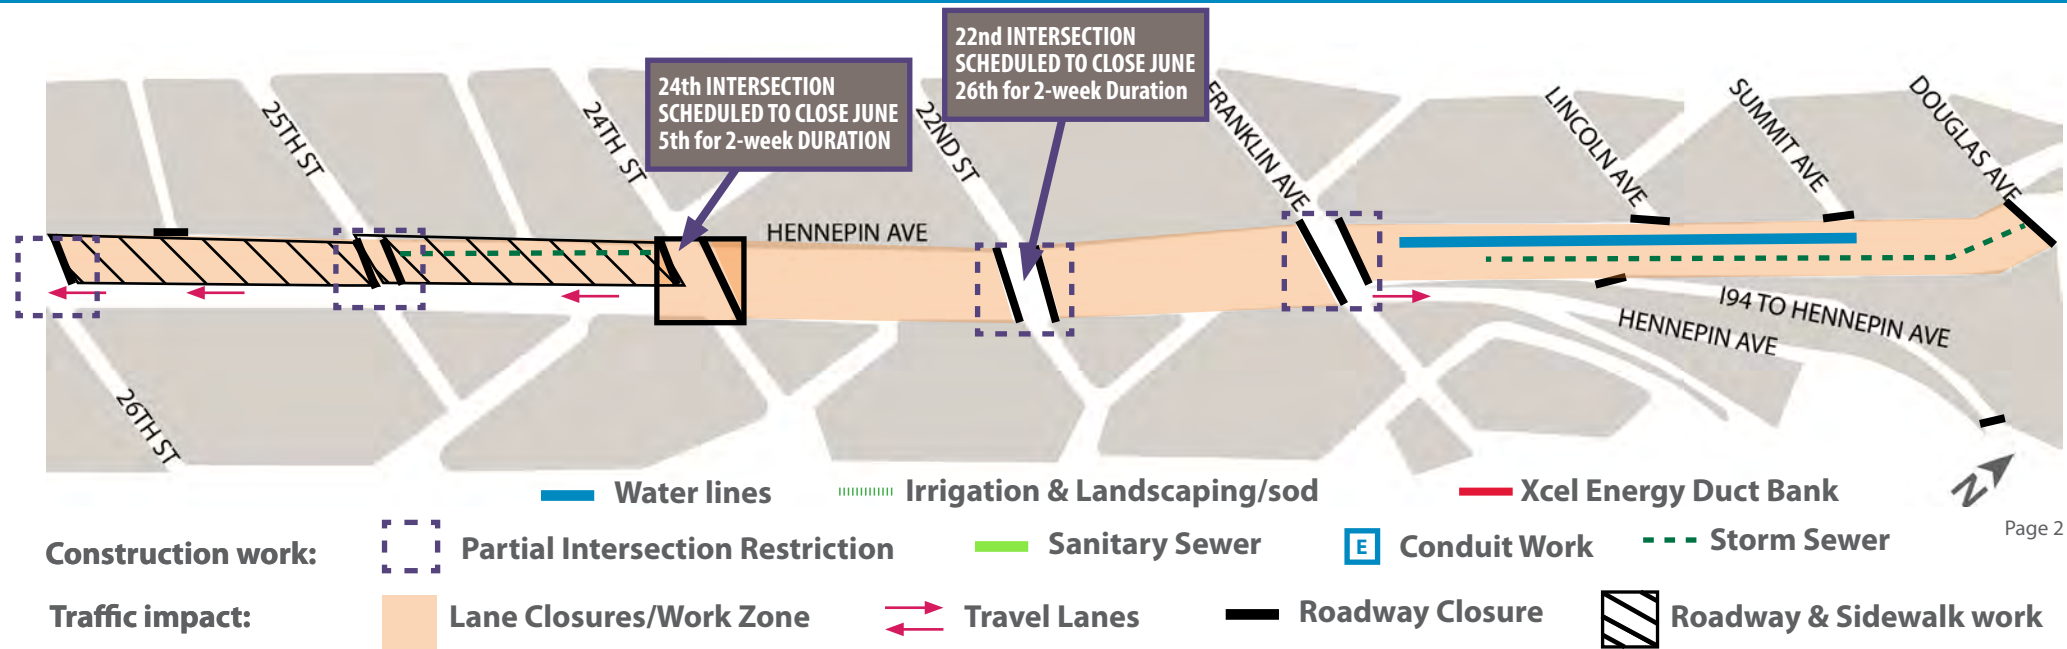 22nd INTERSECTION
SCHEDULED TO CLOSE JUNE
26th for 2-week Duration
24th INTERSECTION
SCHEDULED TO CLOSE JUNE
5th for 2-week DURATION
25TH ST
24TH ST
22ND ST
FRANKLIN AVE
LINCOLN AVE
SUMMIT AVE
DOUGLAS AVE
HENNEPIN AVE
I94 TO HENNEPIN AVE
HENNEPIN AVE
26TH ST
N
Water lines
Irrigation & Landscaping/sod
Xcel Energy Duct Bank
Page 2
Construction work:
Partial Intersection Restriction
Sanitary Sewer
E
Conduit Work
Storm Sewer
Traffic impact:
Lane Closures/Work Zone
Travel Lanes
Roadway Closure
Roadway & Sidewalk work